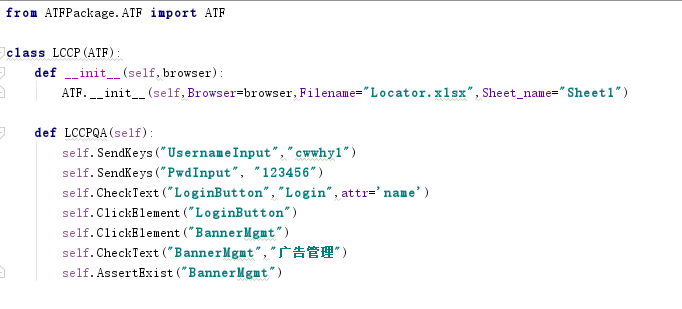 from ATFPackage.ATF import ATF
class LCCP(ATF):
def __init__(self,browser):
ATF.__init__(self,Browser=browser,Filename="Locator.xlsx",Sheet_name="Sheet1")
def LCCPQA(self):
self.SendKeys("UsernameInput","cwwhy1")
self.SendKeys("PwdInput", "123456")
self.CheckText("LoginButton","Login",attr='name')
self.ClickElement("LoginButton")
self.ClickElement("BannerMgmt")
self.CheckText("BannerMgmt","广告管理")
self.AssertExist("BannerMgmt")